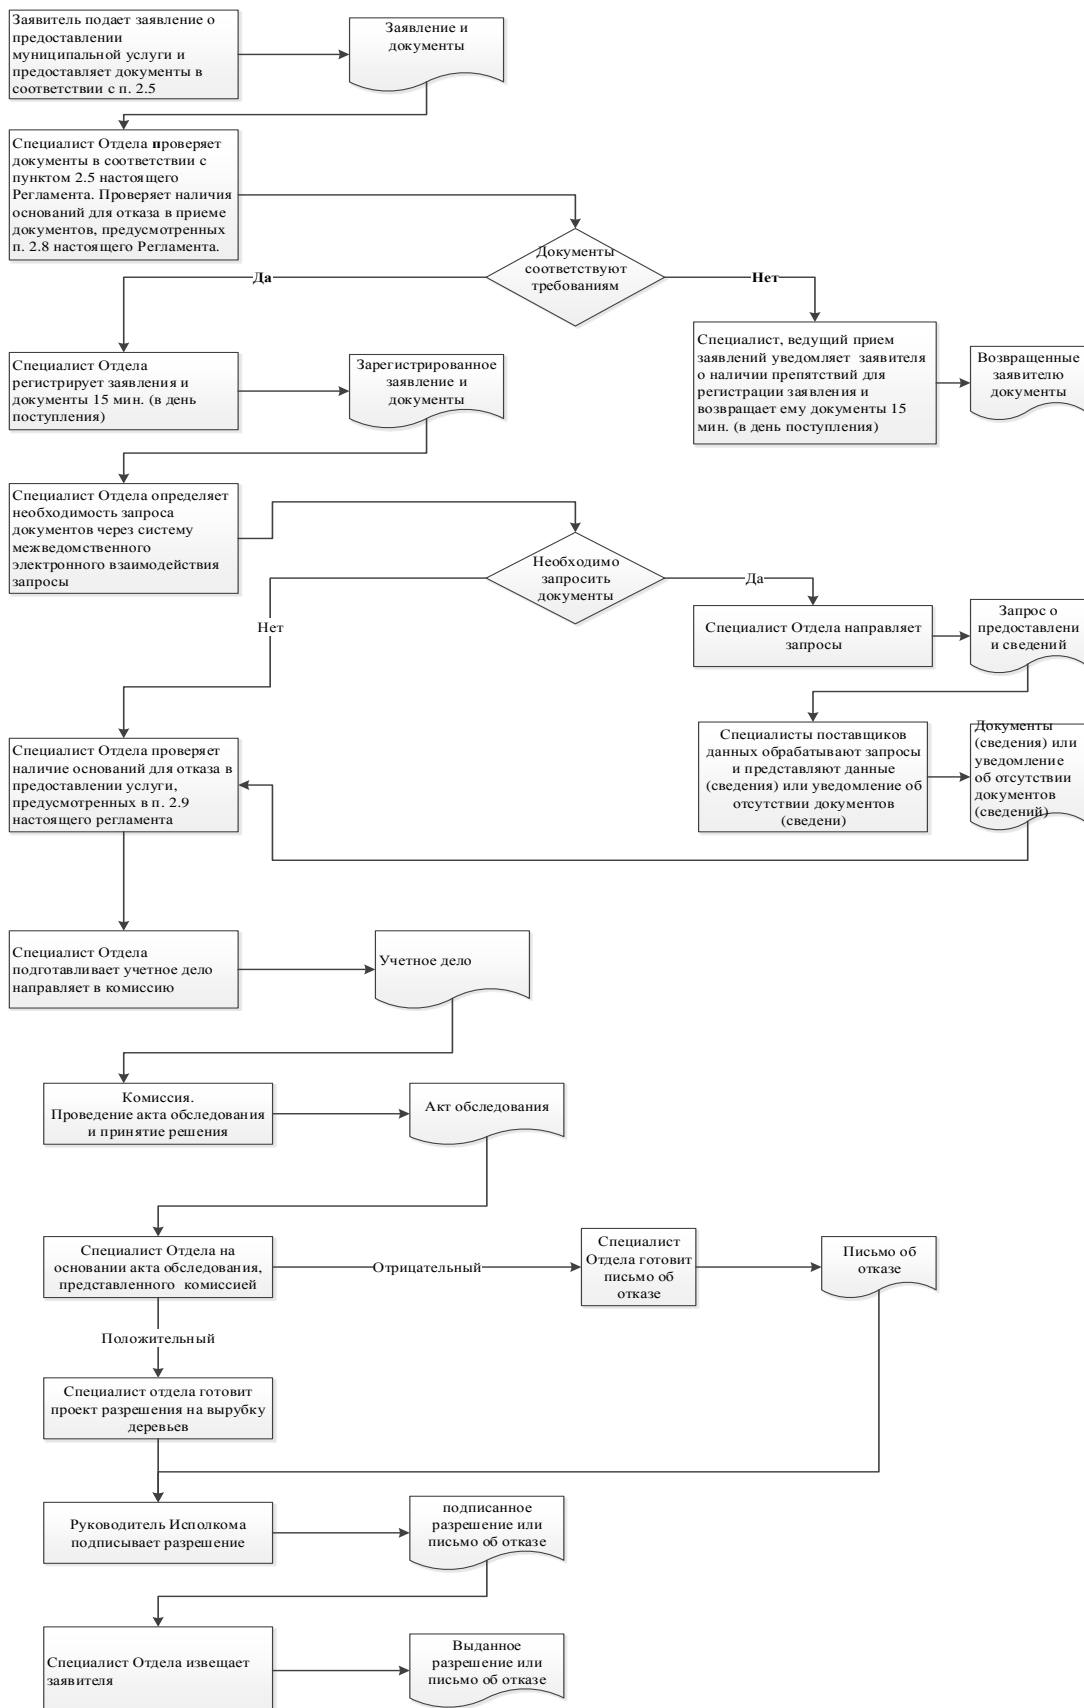 Заявитель подает заявление о
предоставлении
муниципальной услуги и
предоставляет документы в
соответствии с п. 2.5
Заявление и
документы
Специалист Отдела проверяет
документы в соответствии с
пунктом 2.5 настоящего
Регламента. Проверяет наличия
оснований для отказа в приеме
документов, предусмотренных
п. 2.8 настоящего Регламента.
Документы
соответствуют
требованиям
Да
Нет
Специалист Отдела
регистрирует заявления и
документы 15 мин. (в день
поступления)
Зарегистрированное
заявление и
документы
Специалист, ведущий прием
заявлений уведомляет заявителя
о наличии препятствий для
регистрации заявления и
возвращает ему документы 15
мин. (в день поступления)
Возвращенные
заявителю
документы
Специалист Отдела определяет
необходимость запроса
документов через систему
межведомственного
электронного взаимодействия
запросы
Необходимо
запросить
документы
Да
Нет
Специалист Отдела направляет
запросы
Запрос о
предоставлени
и сведений
Специалисты поставщиков
данных обрабатывают запросы
и представляют данные
(сведения) или уведомление об
отсутствии документов
(сведени)
Документы
(сведения) или
уведомление
об отсутствии
документов
(сведений)
Специалист Отдела проверяет
наличие оснований для отказа в
предоставлении услуги,
предусмотренных в п. 2.9
настоящего регламента
Специалист Отдела
подготавливает учетное дело
направляет в комиссию
Учетное дело
Комиссия.
Проведение акта обследования
и принятие решения
Акт обследования
Специалист Отдела на
основании акта обследования,
представленного комиссией
Отрицательный
Специалист
Отдела готовит
письмо об
отказе
Письмо об
отказе
Положительный
Специалист отдела готовит
проект разрешения на вырубку
деревьев
Руководитель Исполкома
подписывает разрешение
подписанное
разрешение или
письмо об отказе
Специалист Отдела извещает
заявителя
Выданное
разрешение или
письмо об отказе